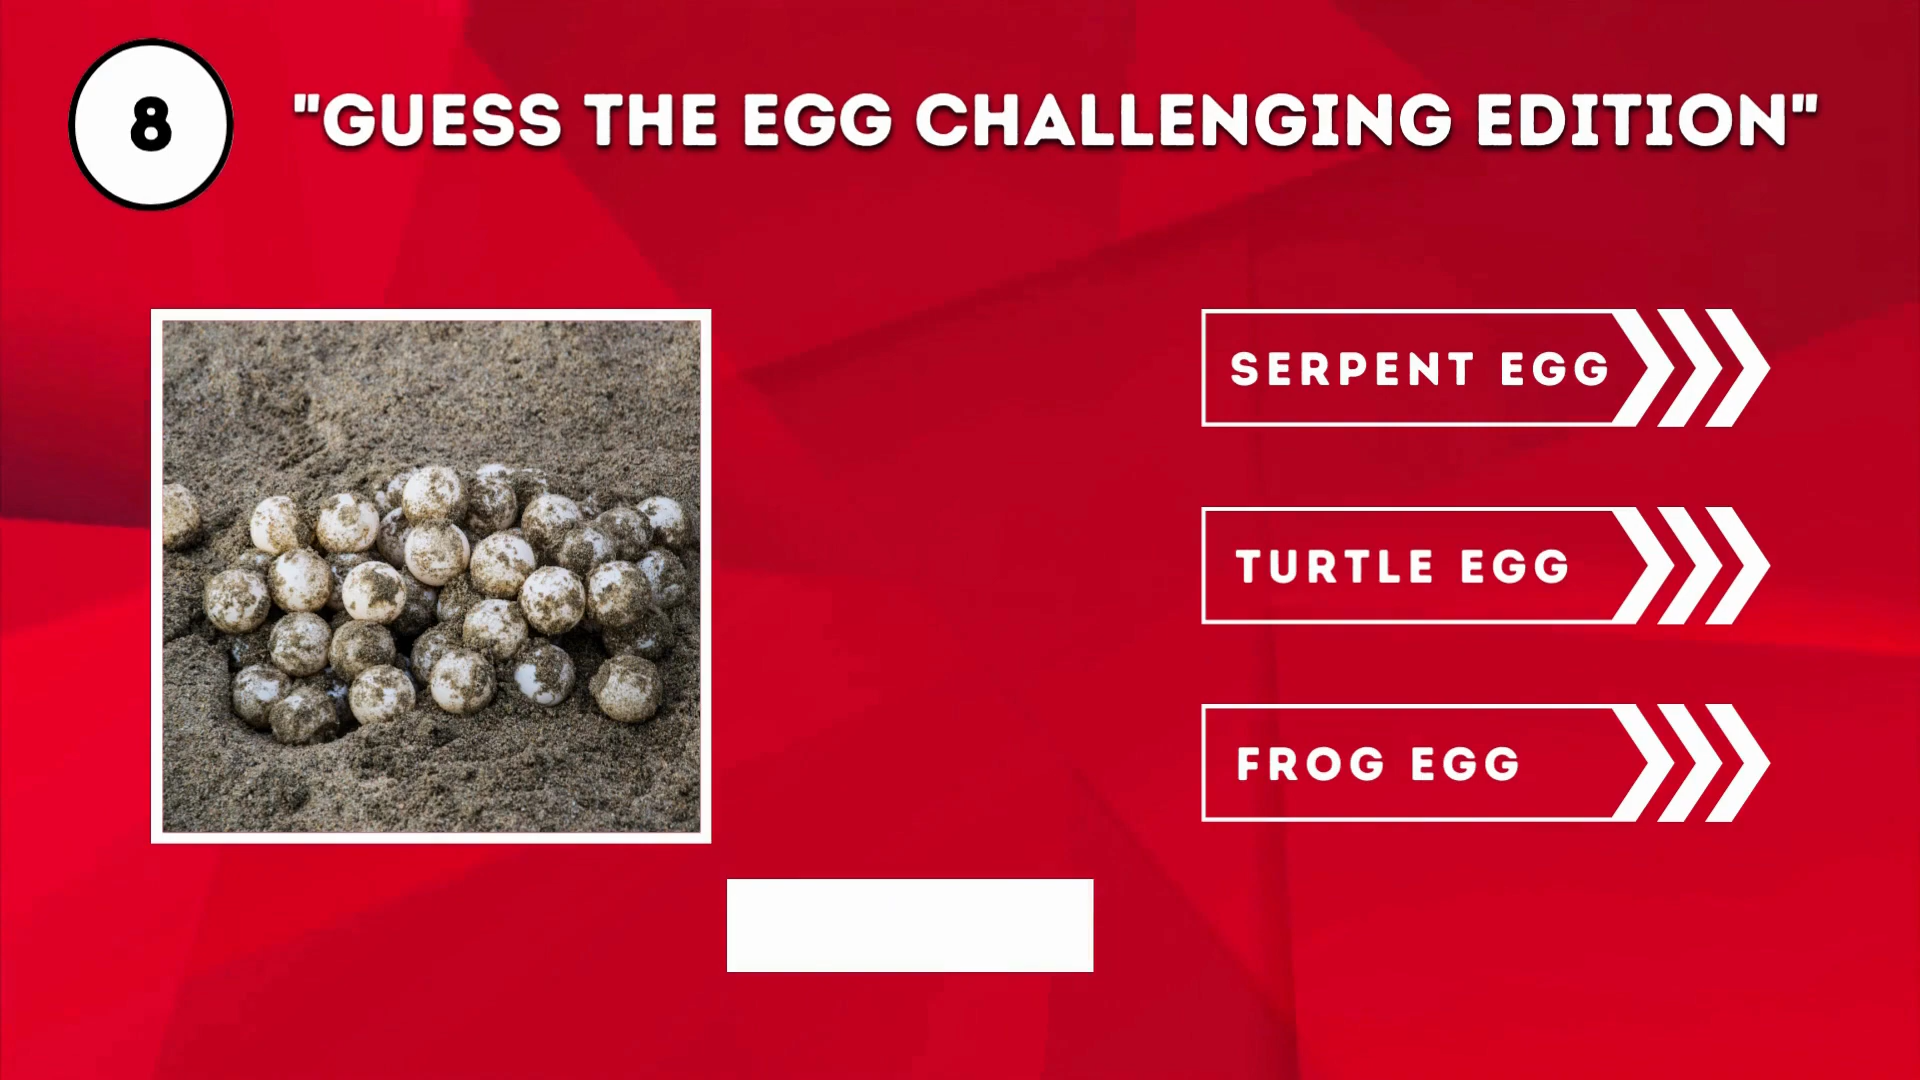 8
"GUESS THE EGG CHALLENGING EDITION"
SERPENT EGG
TURTLE EGG
FROG EGG